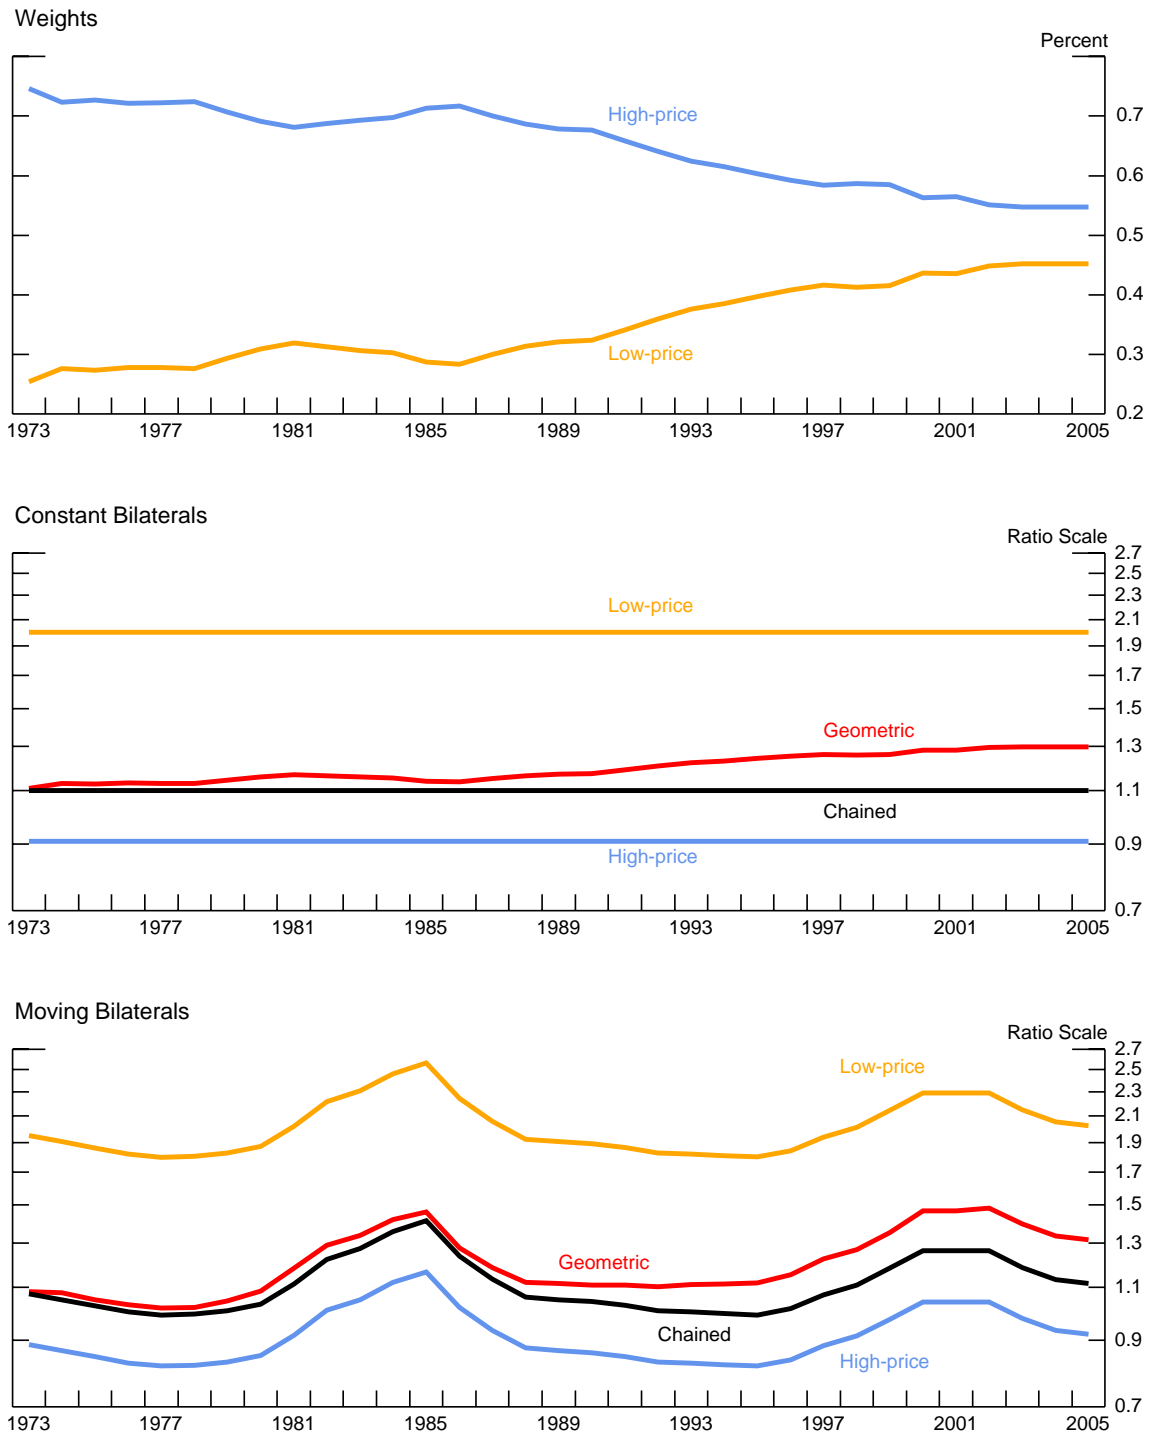 Weights
Percent
High-price
Low-price
0.7
0.6
0.5
0.4
0.3
0.2
1973 1977 1981 1985 1989 1993 1997 2001 2005
Constant Bilaterals
Ratio Scale
Low-price
Geometric
Chained
High-price
2.7
2.5
2.3
2.1
1.9
1.7
1.5
1.3
1.1
0.9
0.7
1973 1977 1981 1985 1989 1993 1997 2001 2005
Moving Bilaterals
Ratio Scale
Low-price
Geometric
Chained
High-price
2.7
2.5
2.3
2.1
1.9
1.7
1.5
1.3
1.1
0.9
0.7
1973 1977 1981 1985 1989 1993 1997 2001 2005